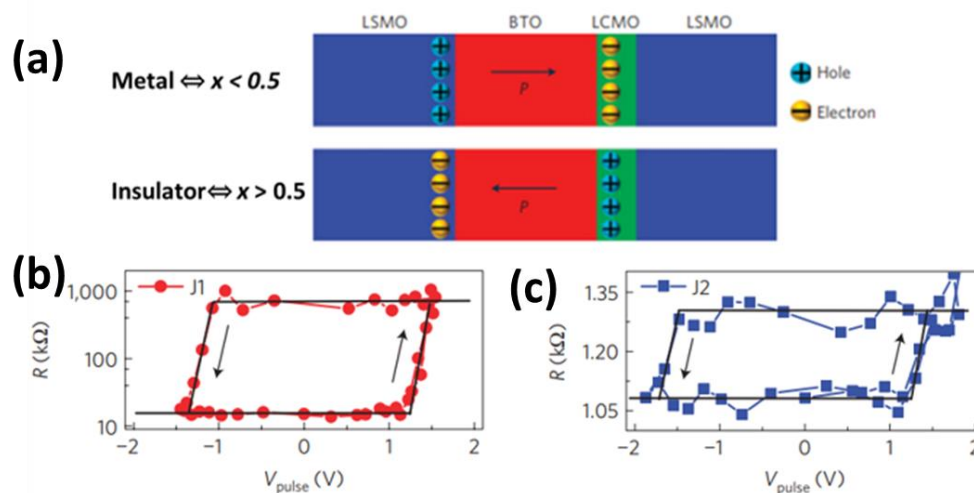 (a)
LSMO BTO LCMO LSMO
Metal ⇔ x < 0.5
P
Hole
Electron
Insulator⇔ x > 0.5
P
(b)
J1
1,000
100
10
R (kΩ)
−2 −1 0 1 2
Vpulse (V)
(c)
J2
1.35
1.20
1.05
R (kΩ)
−2 −1 0 1 2
Vpulse (V)